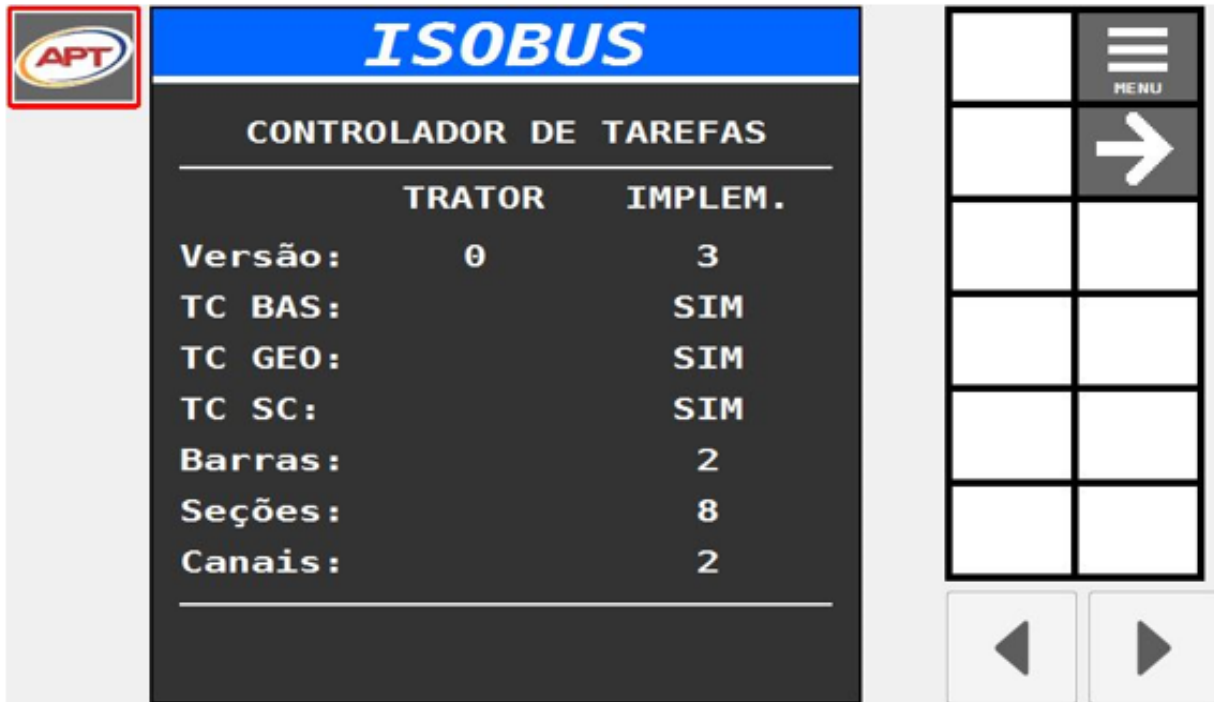 APT
ISOBUS
MENU
CONTROLADOR DE TAREFAS
TRATOR IMPLEM.
Versão: 0 3
TC BAS: SIM
TC GEO: SIM
TC SC: SIM
Barras: 2
Seções: 8
Canais: 2